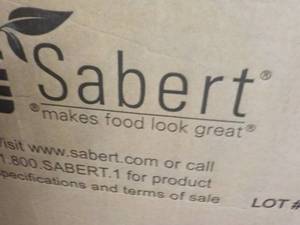 Sabert®
®makes food look great®
Visit www.sabert.com or call
1.800.SABERT.1 for product
specifications and terms of sale
LOT #